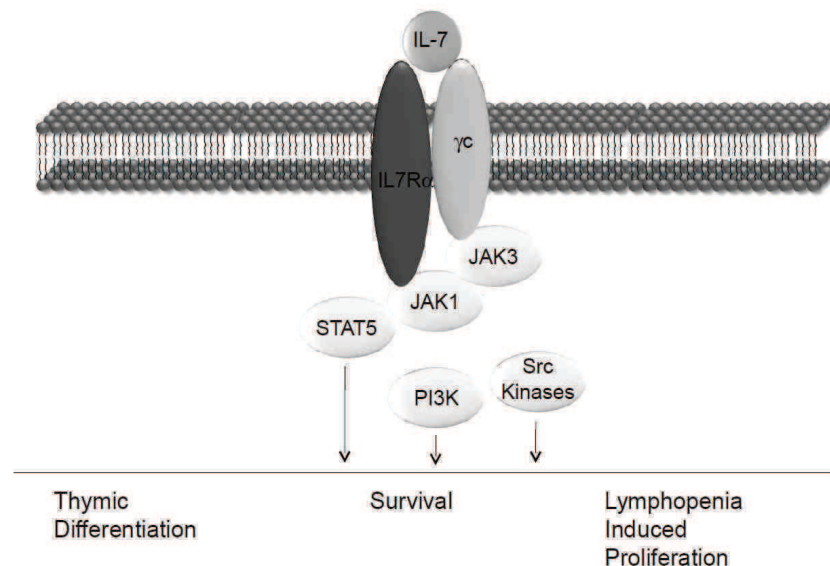 IL-7
γc
IL7Rα
JAK3
JAK1
STAT5
Src
Kinases
PI3K
Thymic
Differentiation
Survival
Lymphopenia
Induced
Proliferation